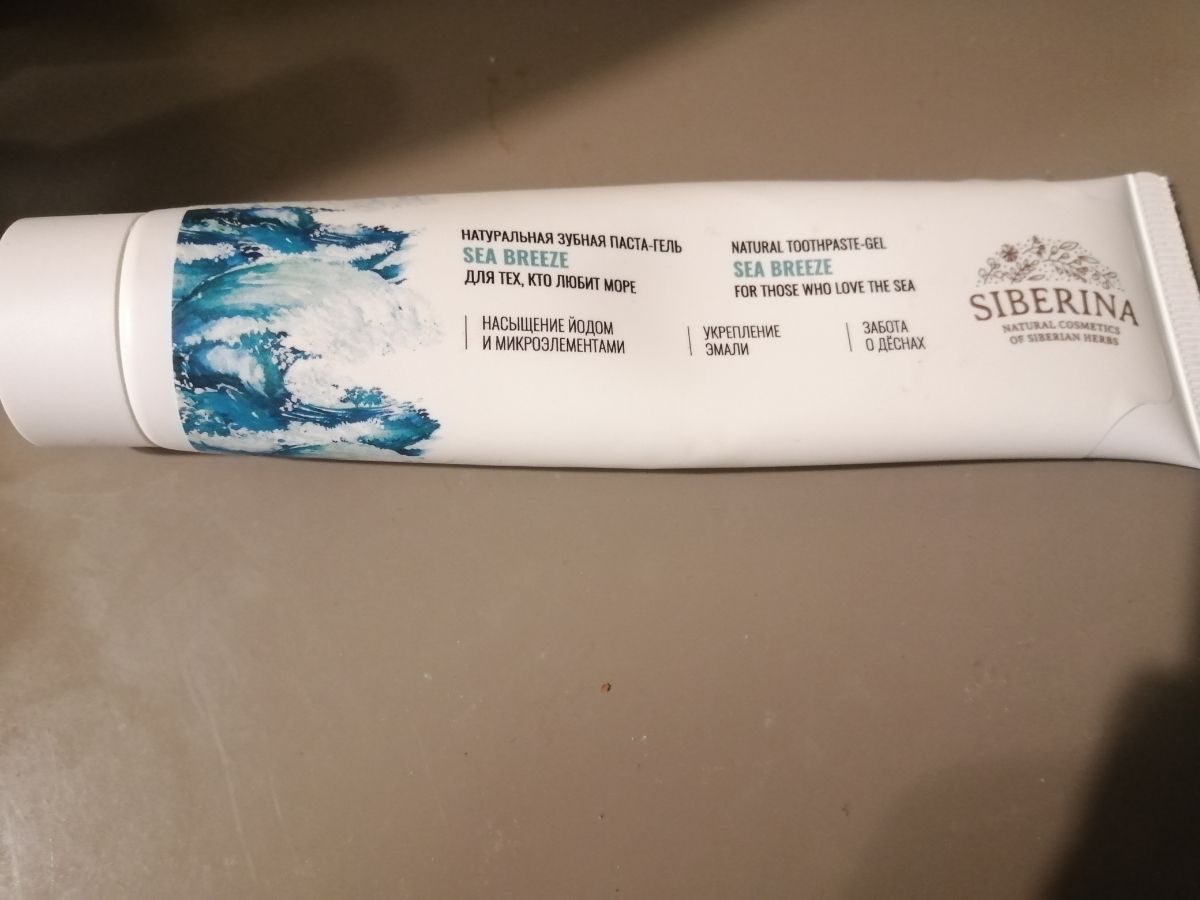 НАТУРАЛЬНАЯ ЗУБНАЯ ПАСТА-ГЕЛЬ
SEA BREEZE
ДЛЯ ТЕХ, КТО ЛЮБИТ МОРЕ
НАСЫЩЕНИЕ ЙОДОМ
И МИКРОЭЛЕМЕНТАМИ
УКРЕПЛЕНИЕ
ЭМАЛИ
ЗАБОТА
О ДЁСНАХ
NATURAL TOOTHPASTE-GEL
SEA BREEZE
FOR THOSE WHO LOVE THE SEA
SIBERINA
NATURAL COSMETICS
OF SIBERIAN HERBS